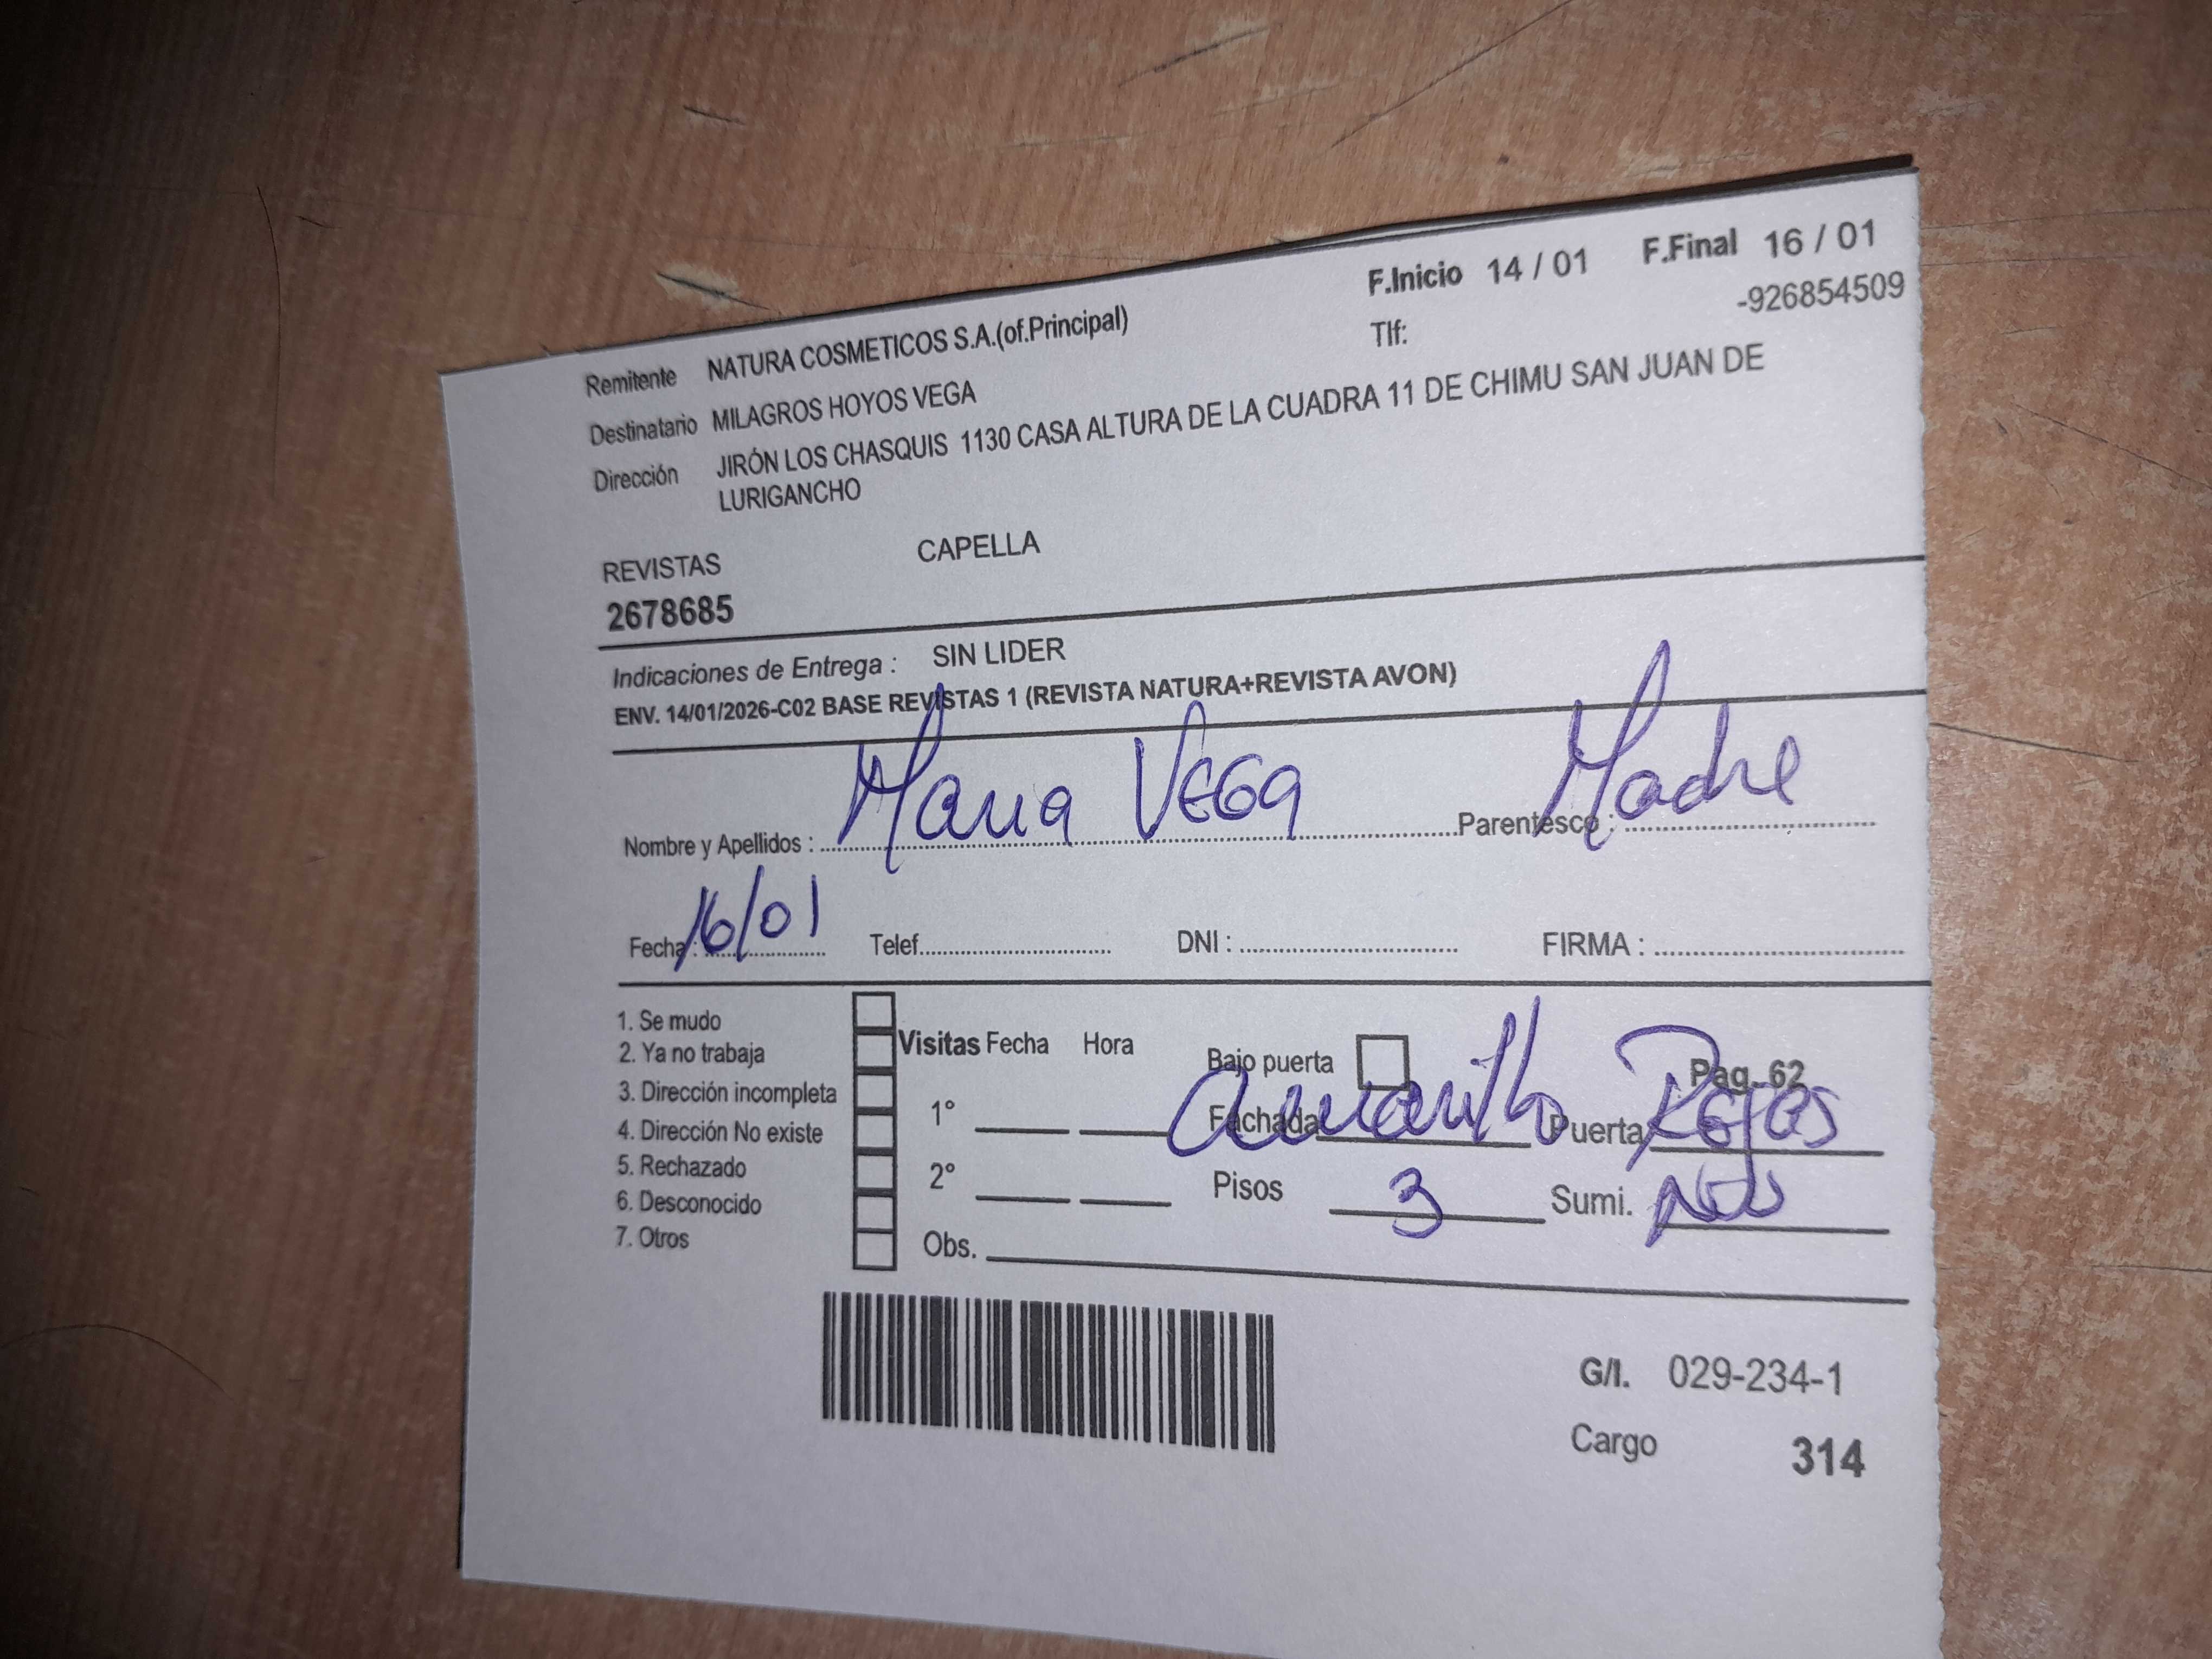 F.Inicio 14 / 01 F.Final 16 / 01
Remitente NATURA COSMETICOS S.A.(of.Principal) Tlf: -926854509
Destinatario MILAGROS HOYOS VEGA
Dirección JIRÓN LOS CHASQUIS 1130 CASA ALTURA DE LA CUADRA 11 DE CHIMU SAN JUAN DE
LURIGANCHO
REVISTAS CAPELLA
2678685
Indicaciones de Entrega : SIN LIDER
ENV. 14/01/2026-C02 BASE REVISTAS 1 (REVISTA NATURA+REVISTA AVON)
Nombre y Apellidos : Maria Vega Parentesco : Madre
Fecha : 16/01 Telef. DNI : FIRMA :
1. Se mudo
2. Ya no trabaja
3. Dirección incompleta
4. Dirección No existe
5. Rechazado
6. Desconocido
7. Otros
Visitas Fecha Hora
1°
2°
Obs.
Bajo puerta Pag. 62
Fachada Amarillo Puerta Rejas
Pisos 3 Sumi.
G/I. 029-234-1
Cargo 314